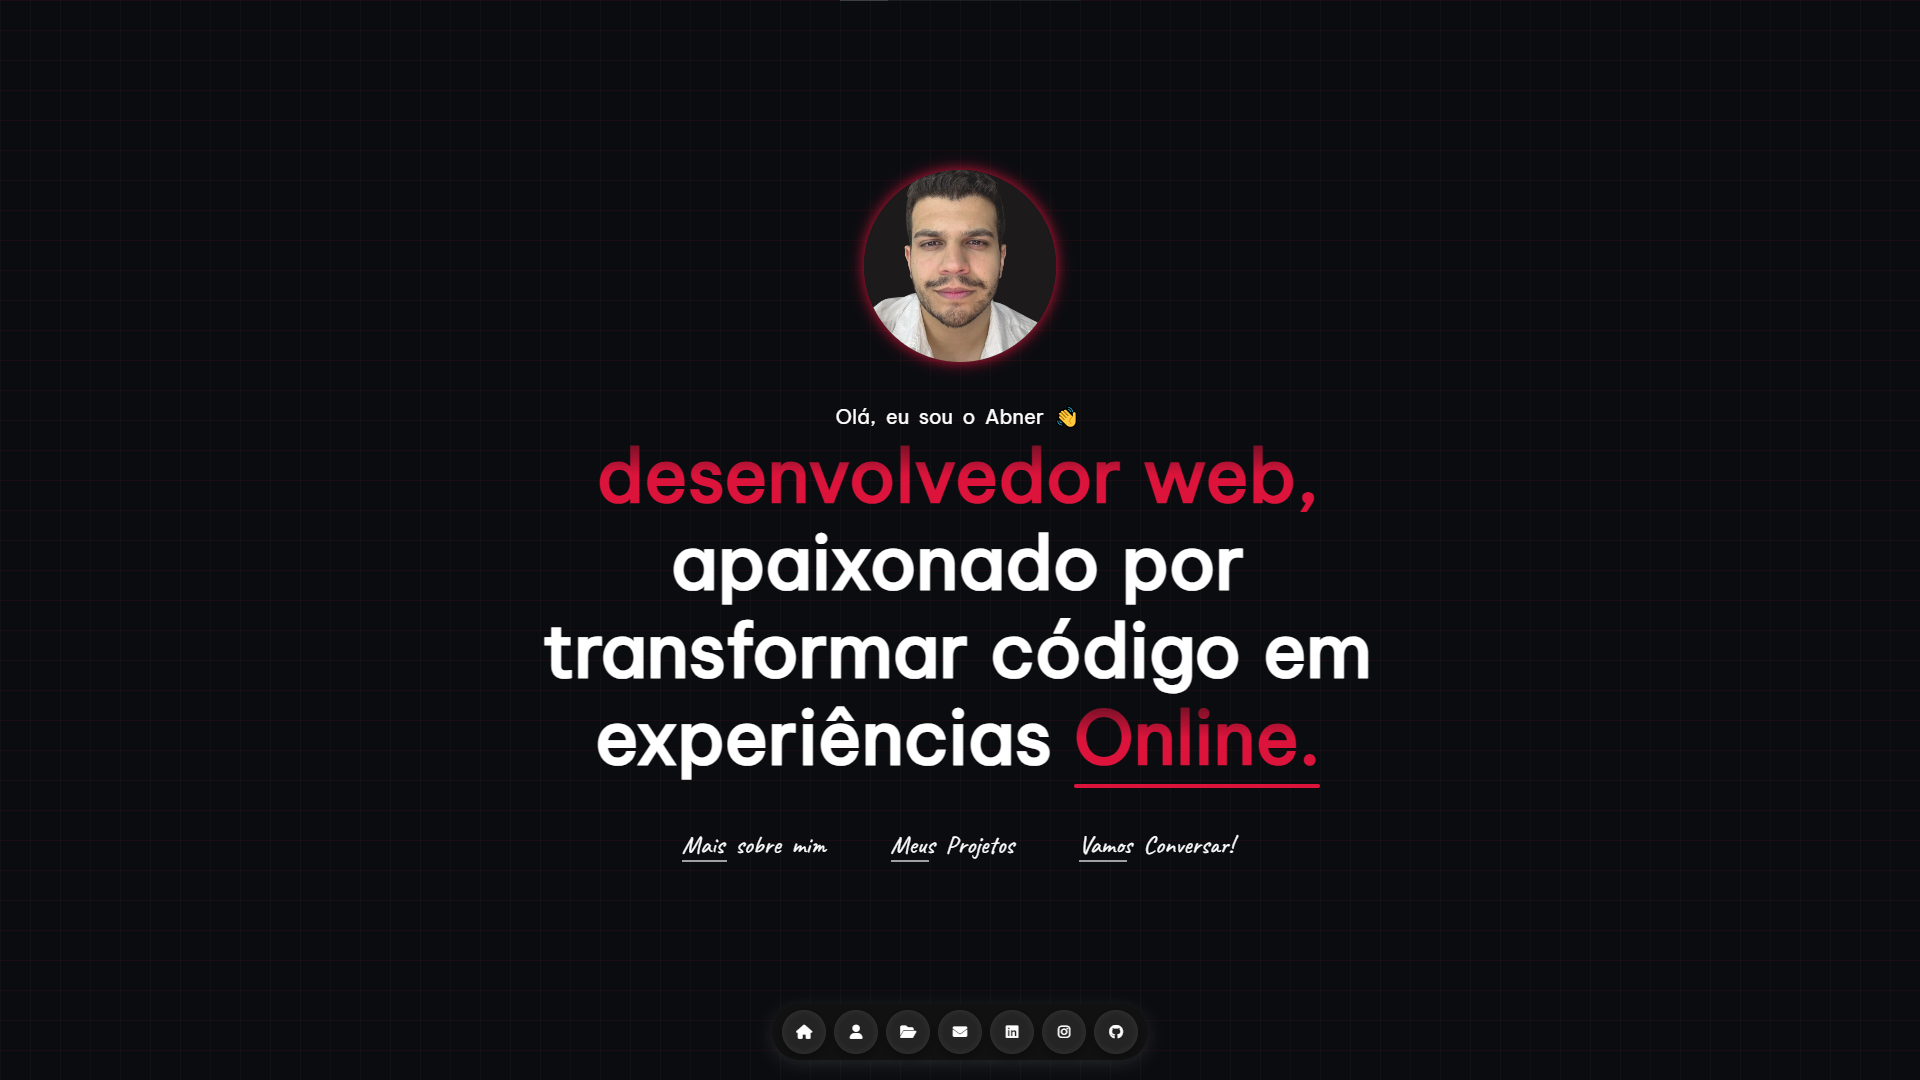 Olá, eu sou o Abner 👋
desenvolvedor web,
apaixonado por
transformar código em
experiências Online.
Mais sobre mim Meus Projetos Vamos Conversar!